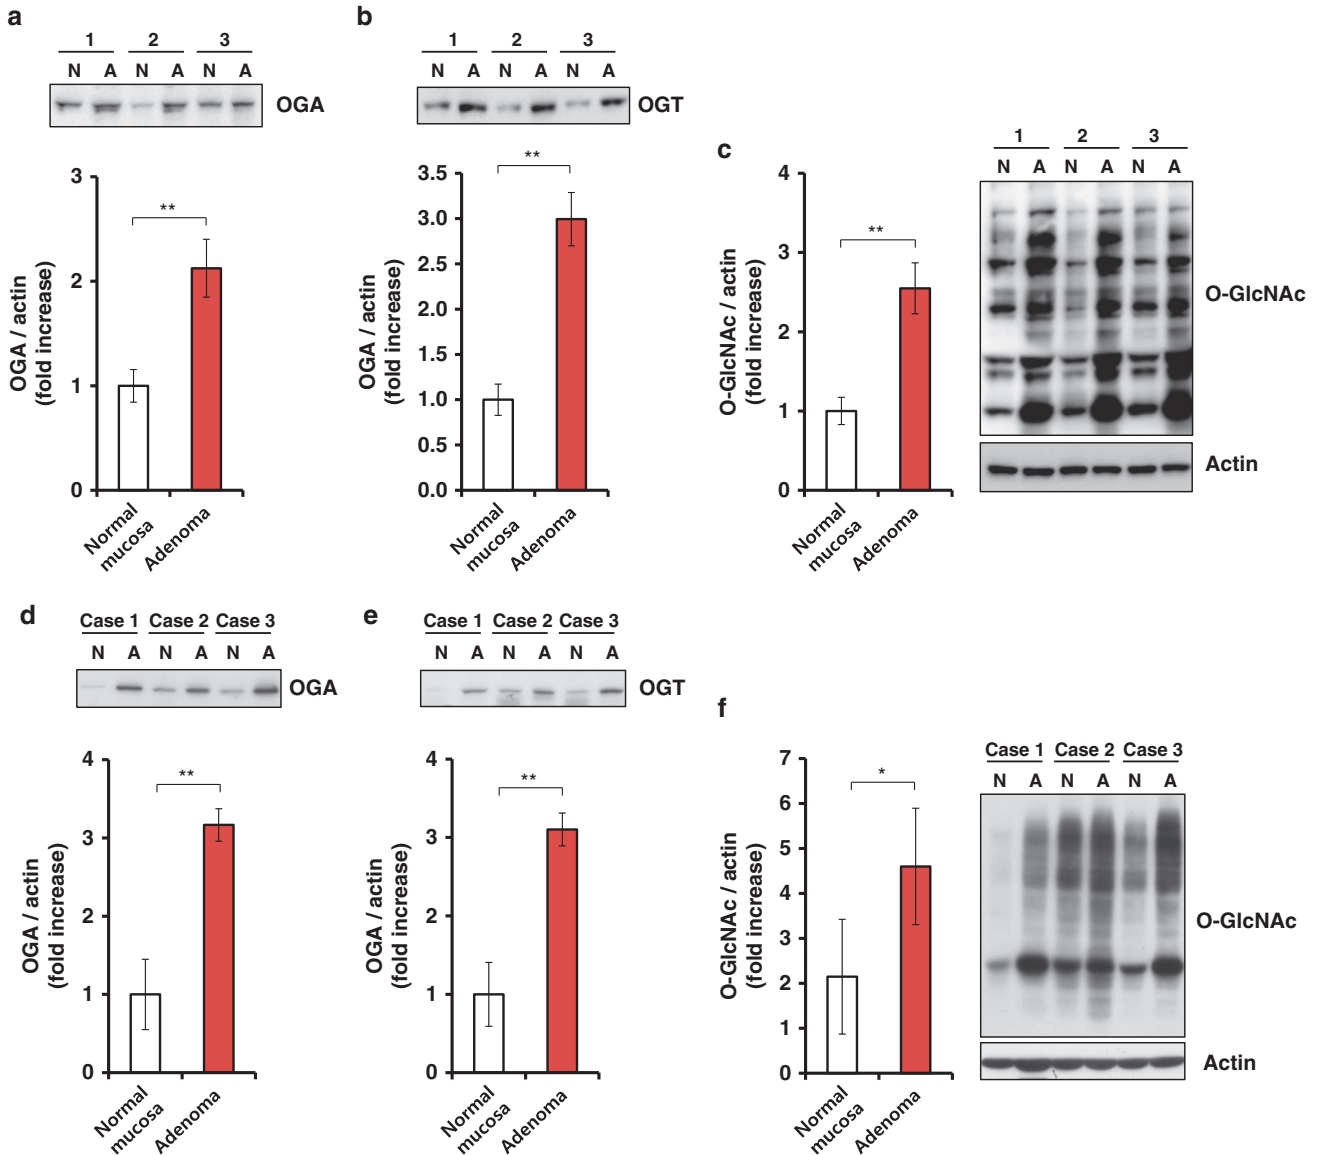 a
1 2 3
N A N A N A
OGA
3
2
1
0
OGA / actin
(fold increase)
**
Normal
mucosa
Adenoma
b
1 2 3
N A N A N A
OGT
3.5
3.0
2.5
2.0
1.5
1.0
0.5
0.0
OGA / actin
(fold increase)
**
Normal
mucosa
Adenoma
c
4
3
2
1
0
O-GlcNAc / actin
(fold increase)
**
Normal
mucosa
Adenoma
1 2 3
N A N A N A
O-GlcNAc
Actin
d
Case 1 Case 2 Case 3
N A N A N A
OGA
4
3
2
1
0
OGA / actin
(fold increase)
**
Normal
mucosa
Adenoma
e
Case 1 Case 2 Case 3
N A N A N A
OGT
4
3
2
1
0
OGA / actin
(fold increase)
**
Normal
mucosa
Adenoma
f
7
6
5
4
3
2
1
0
O-GlcNAc / actin
(fold increase)
*
Normal
mucosa
Adenoma
Case 1 Case 2 Case 3
N A N A N A
O-GlcNAc
Actin